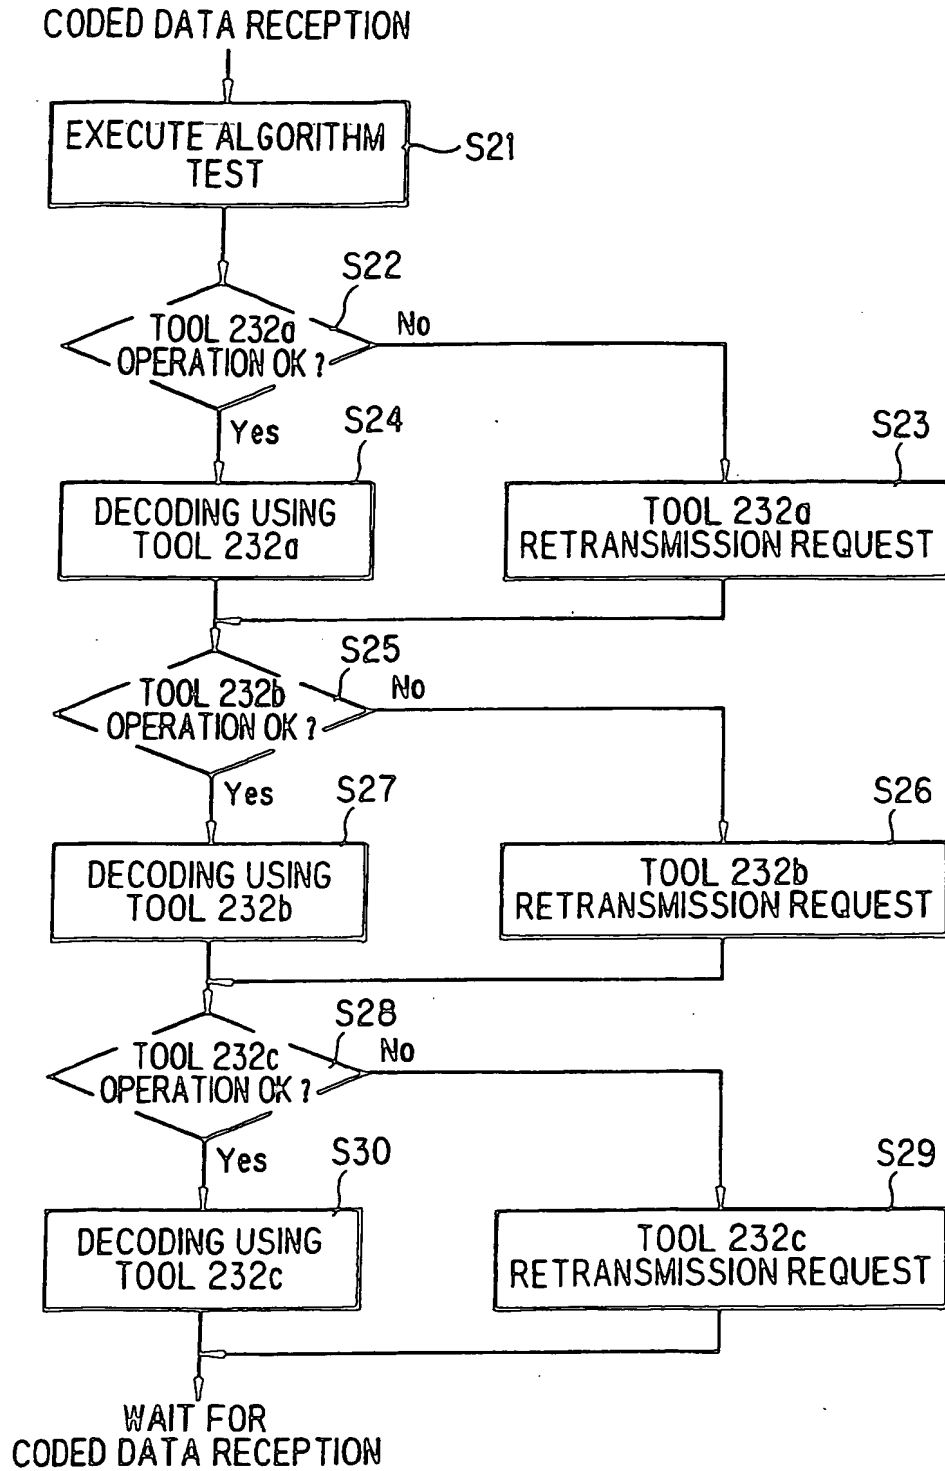 CODED DATA RECEPTION
EXECUTE ALGORITHM
TEST
S21
S22
TOOL 232a
OPERATION OK ?
No
Yes
S24
DECODING USING
TOOL 232a
S23
TOOL 232a
RETRANSMISSION REQUEST
S25
TOOL 232b
OPERATION OK ?
No
Yes
S27
DECODING USING
TOOL 232b
S26
TOOL 232b
RETRANSMISSION REQUEST
S28
TOOL 232c
OPERATION OK ?
No
Yes
S30
DECODING USING
TOOL 232c
S29
TOOL 232c
RETRANSMISSION REQUEST
WAIT FOR
CODED DATA RECEPTION